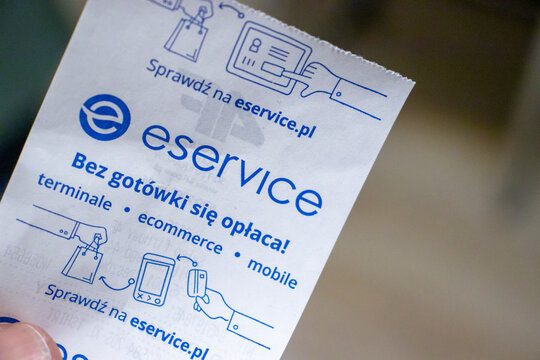 Sprawdź na eservice.pl
e eservice
Bez gotówki się opłaca!
terminale • ecommerce • mobile
Sprawdź na eservice.pl